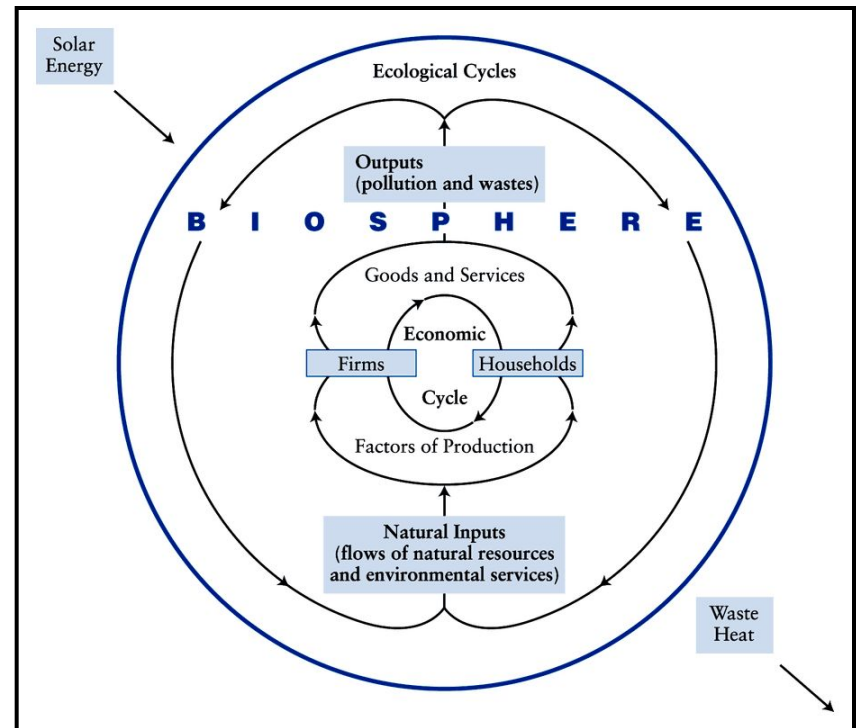 Solar
Energy
Ecological Cycles
Outputs
(pollution and wastes)
B I O S P H E R E
Goods and Services
Economic
Firms
Households
Cycle
Factors of Production
Natural Inputs
(flows of natural resources
and environmental services)
Waste
Heat